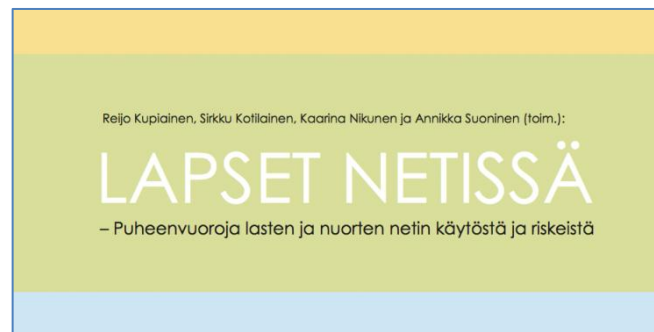 Reijo Kupiainen, Sirkku Kotilainen, Kaarina Nikunen ja Annikka Suoninen (toim.):
LAPSET NETISSÄ
– Puheenvuoroja lasten ja nuorten netin käytöstä ja riskeistä